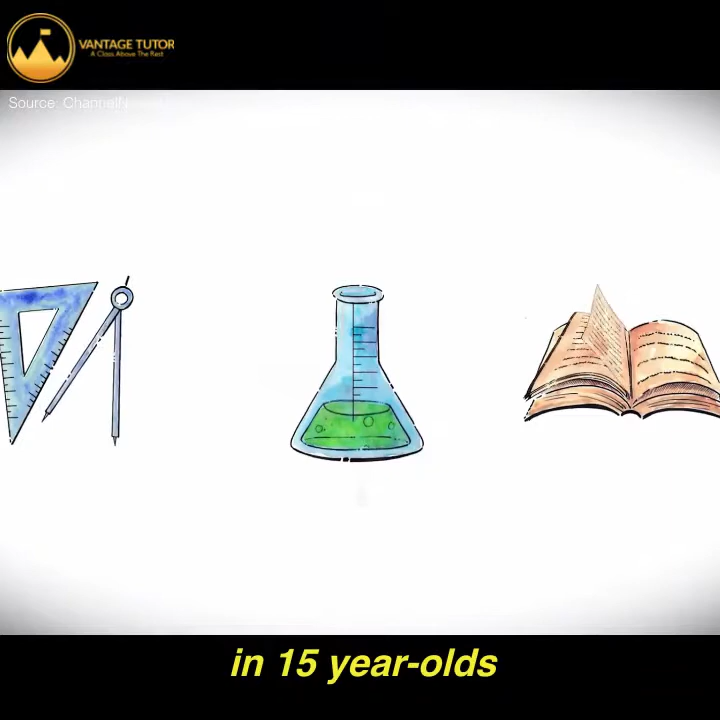 VANTAGE TUTOR
A Class Above The Rest
Source: Channel
in 15 year-olds